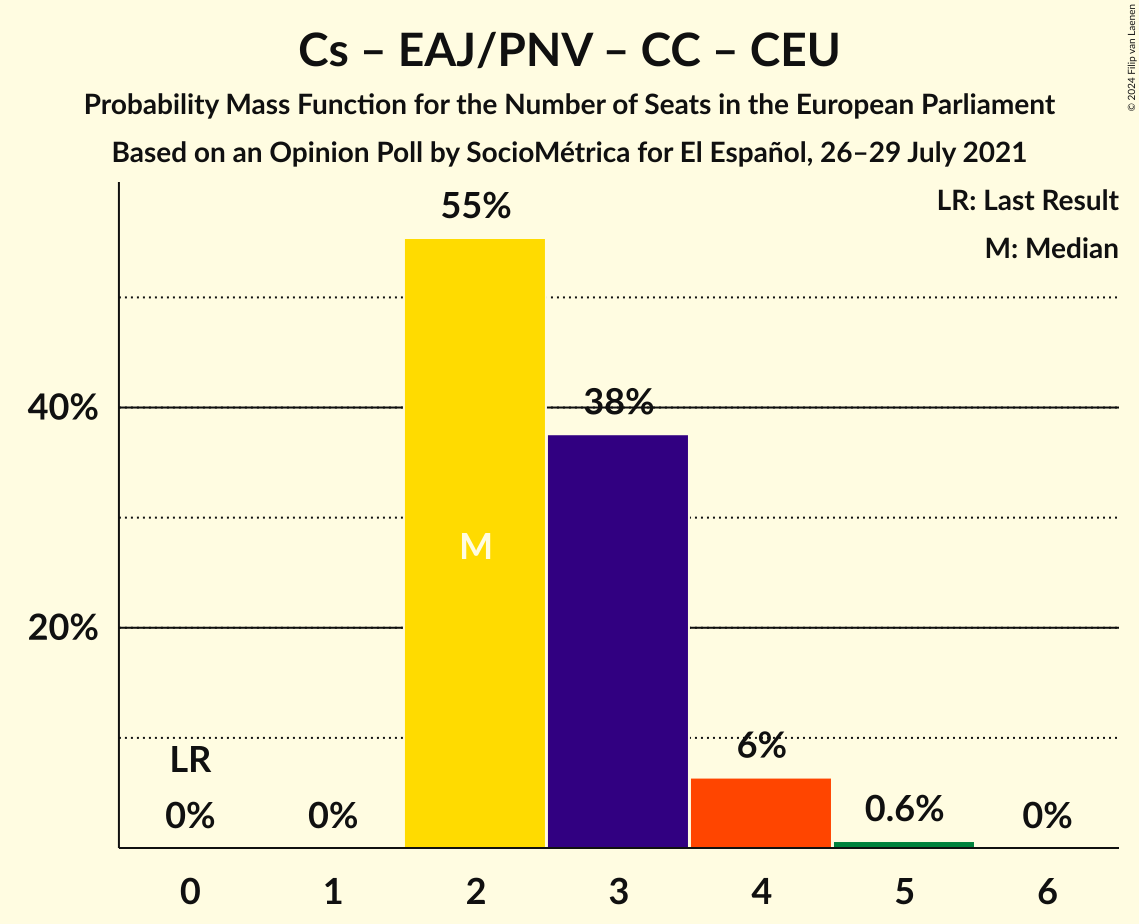 Cs – EAJ/PNV – CC – CEU
Probability Mass Function for the Number of Seats in the European Parliament
Based on an Opinion Poll by SocioMétrica for El Español, 26–29 July 2021
© 2024 Filip van Laenen
LR: Last Result
M: Median
55%
40%
38%
M
20%
LR
6%
0%
0%
0.6%
0%
0
1
2
3
4
5
6